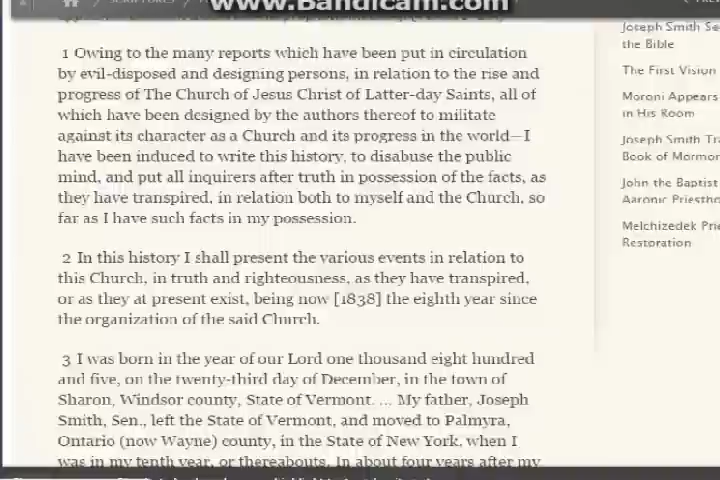 www.Bandicam.com
1 Owing to the many reports which have been put in circulation
by evil-disposed and designing persons, in relation to the rise and
progress of The Church of Jesus Christ of Latter-day Saints, all of
which have been designed by the authors thereof to militate
against its character as a Church and its progress in the world—I
have been induced to write this history, to disabuse the public
mind, and put all inquirers after truth in possession of the facts, as
they have transpired, in relation both to myself and the Church, so
far as I have such facts in my possession.
2 In this history I shall present the various events in relation to
this Church, in truth and righteousness, as they have transpired,
or as they at present exist, being now [1838] the eighth year since
the organization of the said Church.
3 I was born in the year of our Lord one thousand eight hundred
and five, on the twenty-third day of December, in the town of
Sharon, Windsor county, State of Vermont. ... My father, Joseph
Smith, Sen., left the State of Vermont, and moved to Palmyra,
Ontario (now Wayne) county, in the State of New York, when I
was in my tenth year, or thereabouts. In about four years after my
Joseph Smith Se
the Bible
The First Vision
Moroni Appears
in His Room
Joseph Smith Tra
Book of Mormo
John the Baptist
Aaronic Priestho
Melchizedek Prie
Restoration